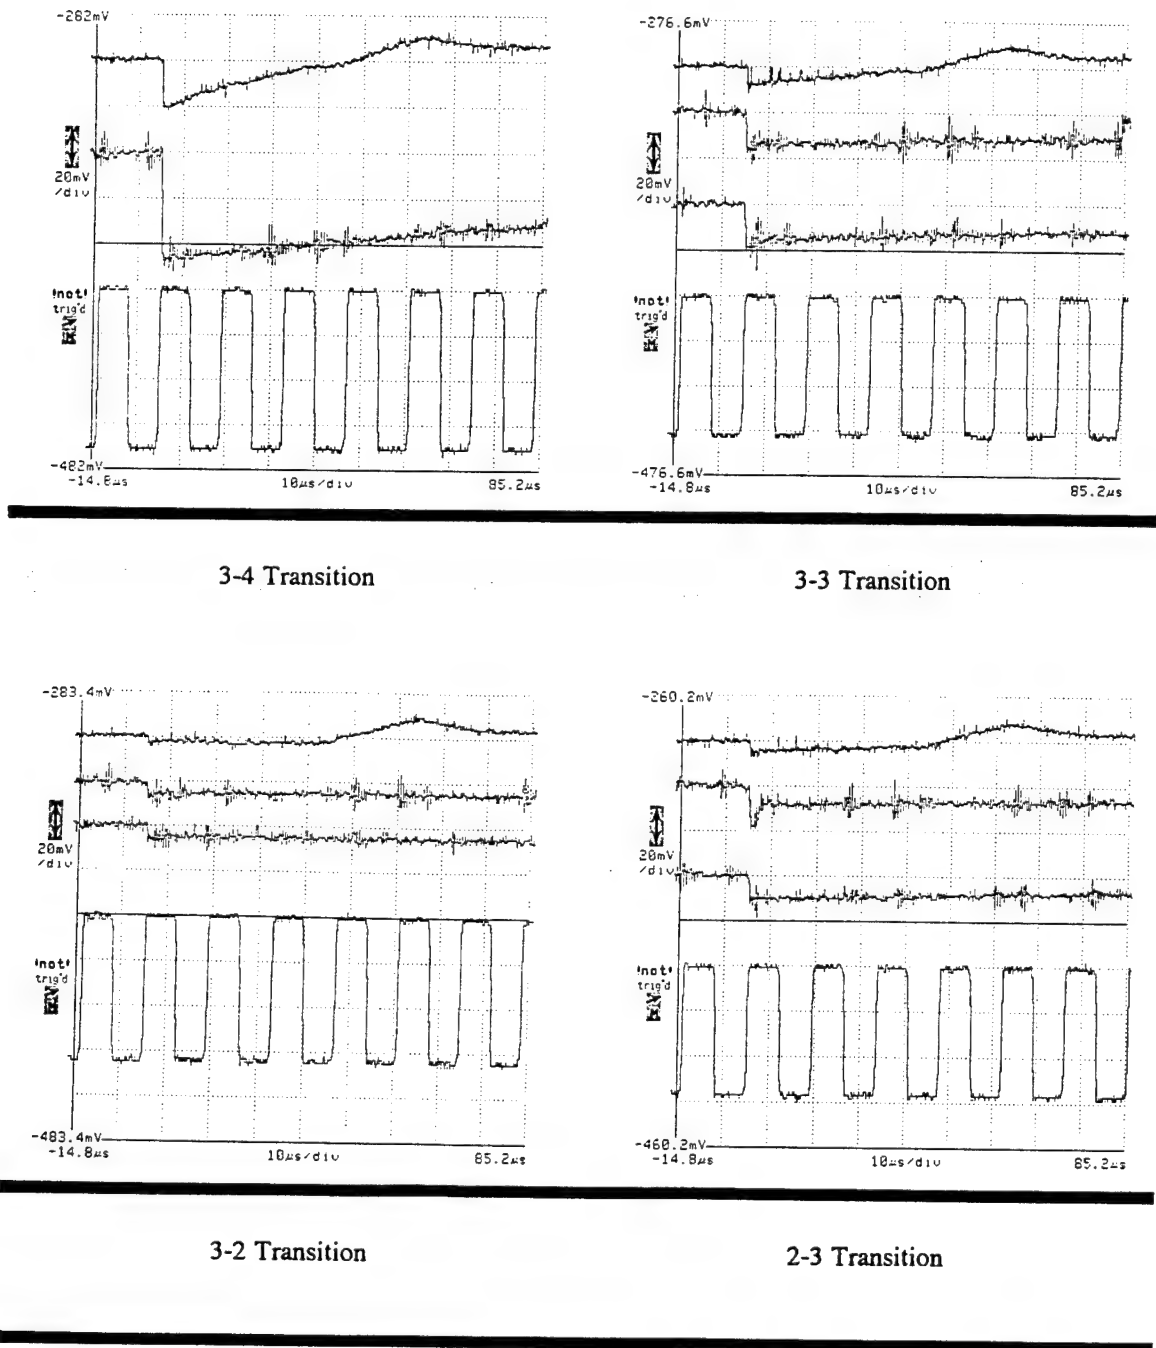 -282mV
20mV
/div
!not!
trig'd
-482mV
-14.8µs
10µs/div
85.2µs
3-4 Transition
-276.6mV
20mV
/div
!not!
trig'd
-476.6mV
-14.8µs
10µs/div
85.2µs
3-3 Transition
-283.4mV
20mV
/div
!not!
trig'd
-483.4mV
-14.8µs
10µs/div
85.2µs
3-2 Transition
-260.2mV
20mV
/div
!not!
trig'd
-460.2mV
-14.8µs
10µs/div
85.2µs
2-3 Transition